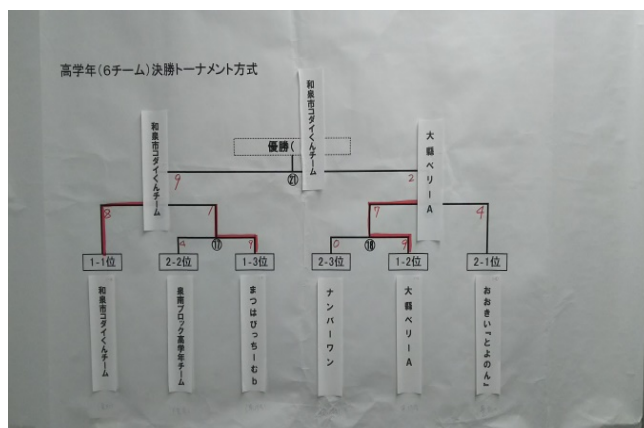 高学年(6チーム)決勝トーナメント方式
和泉市コダイくんチーム
優勝(
和泉市コダイくんチーム
大縣ベリーA
9
㉑
2
8
1
7
4
4
⑰
9
0
⑱
9
1-1位
2-2位
1-3位
2-3位
1-2位
2-1位
和泉市コダイくんチーム
泉南ブロック高学年チーム
まつはぴっちーむb
ナンバーワン
大縣ベリーA
おおきい「とよのん」